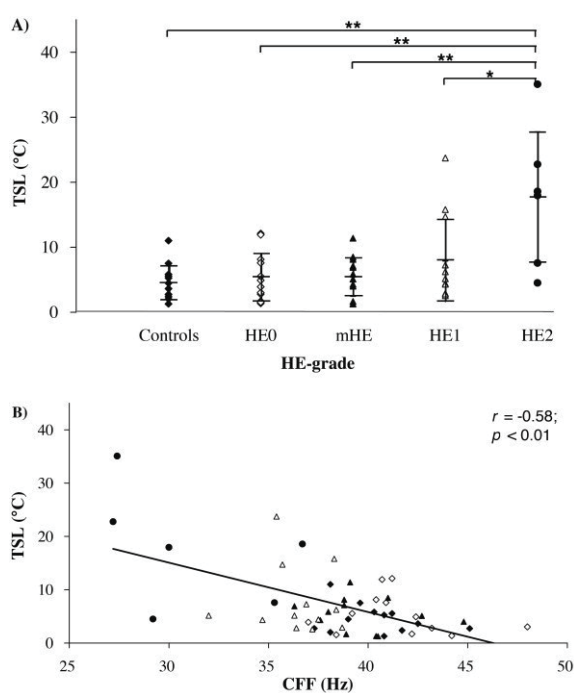 A)
**
**
**
*
TSL (°C)
40
30
20
10
0
Controls HE0 mHE HE1 HE2
HE-grade
B)
r = -0.58;
p < 0.01
TSL (°C)
40
30
20
10
0
25 30 35 40 45 50
CFF (Hz)